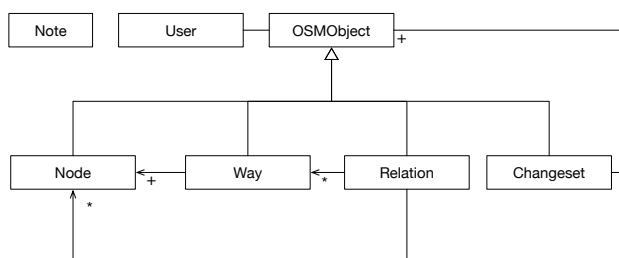 Note
User
OSMObject
+
Node
+
Way
*
Relation
Changeset
*